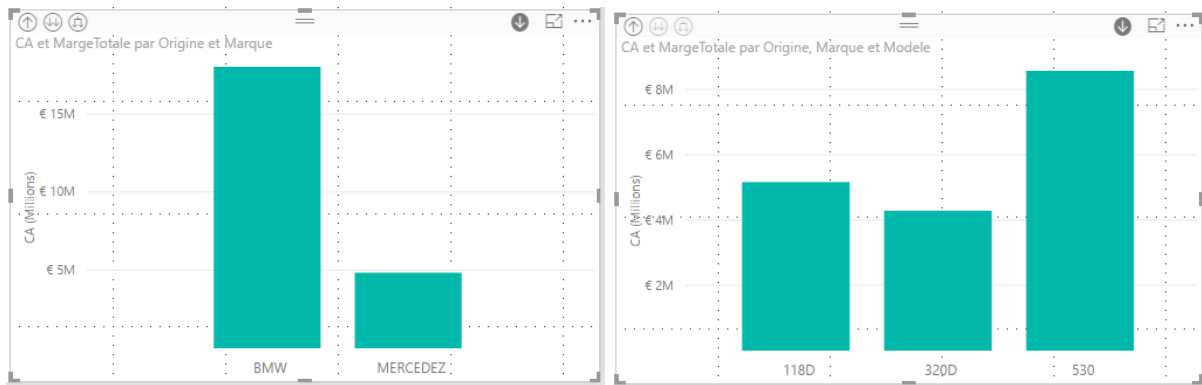 CA et MargeTotale par Origine et Marque
€ 15M
€ 10M
€ 5M
CA (Millions)
BMW MERCEDEZ
CA et MargeTotale par Origine, Marque et Modele
€ 8M
€ 6M
€ 4M
€ 2M
CA (Millions)
118D 320D 530